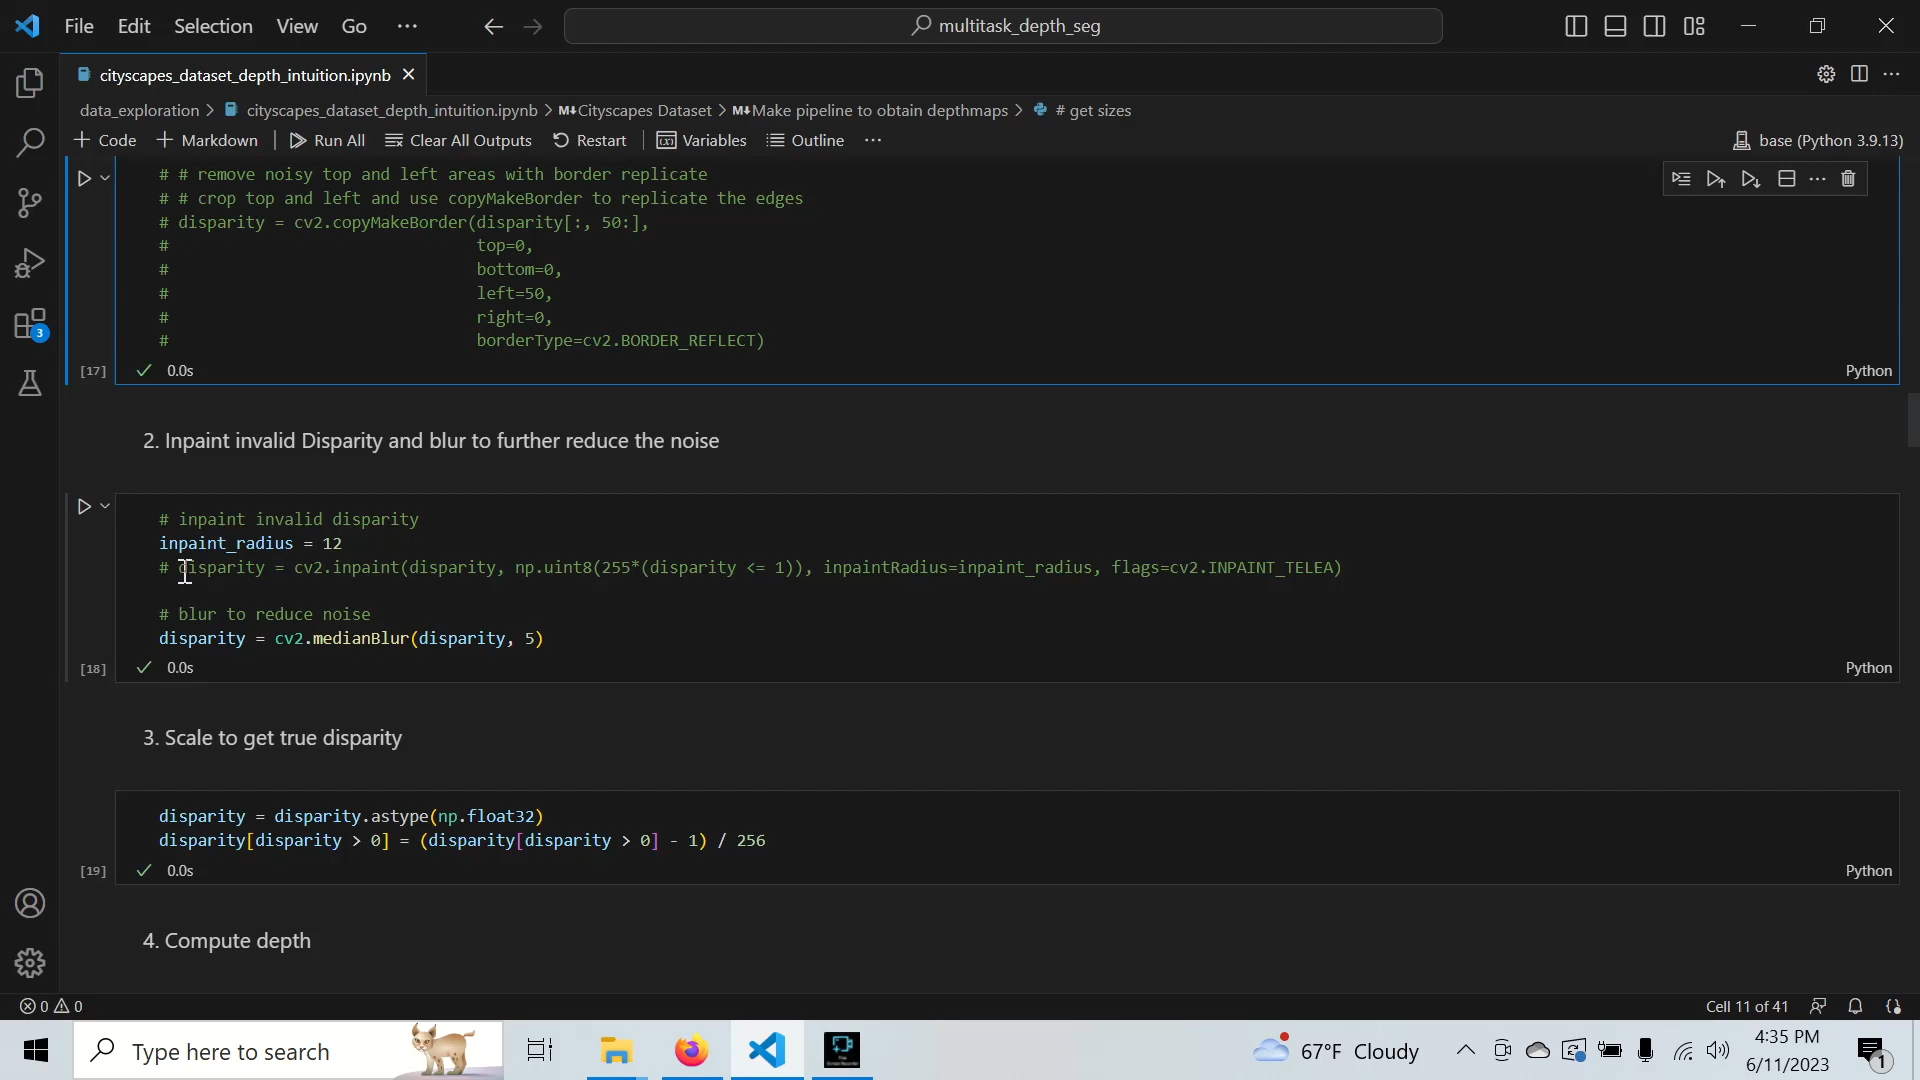 File Edit Selection View Go ··· multitask_depth_seg
cityscapes_dataset_depth_intuition.ipynb
data_exploration > cityscapes_dataset_depth_intuition.ipynb > M↓Cityscapes Dataset > M↓Make pipeline to obtain depthmaps > # get sizes
+ Code + Markdown Run All Clear All Outputs Restart Variables Outline ··· base (Python 3.9.13)
# # remove noisy top and left areas with border replicate
# # crop top and left and use copyMakeBorder to replicate the edges
# disparity = cv2.copyMakeBorder(disparity[:, 50:],
# top=0,
# bottom=0,
# left=50,
# right=0,
# borderType=cv2.BORDER_REFLECT)
[17] 0.0s Python
2. Inpaint invalid Disparity and blur to further reduce the noise
# inpaint invalid disparity
inpaint_radius = 12
# disparity = cv2.inpaint(disparity, np.uint8(255*(disparity <= 1)), inpaintRadius=inpaint_radius, flags=cv2.INPAINT_TELEA)
# blur to reduce noise
disparity = cv2.medianBlur(disparity, 5)
[18] 0.0s Python
3. Scale to get true disparity
disparity = disparity.astype(np.float32)
disparity[disparity > 0] = (disparity[disparity > 0] - 1) / 256
[19] 0.0s Python
4. Compute depth
3
0 0 Cell 11 of 41
Type here to search 67°F Cloudy 4:35 PM
6/11/2023
1